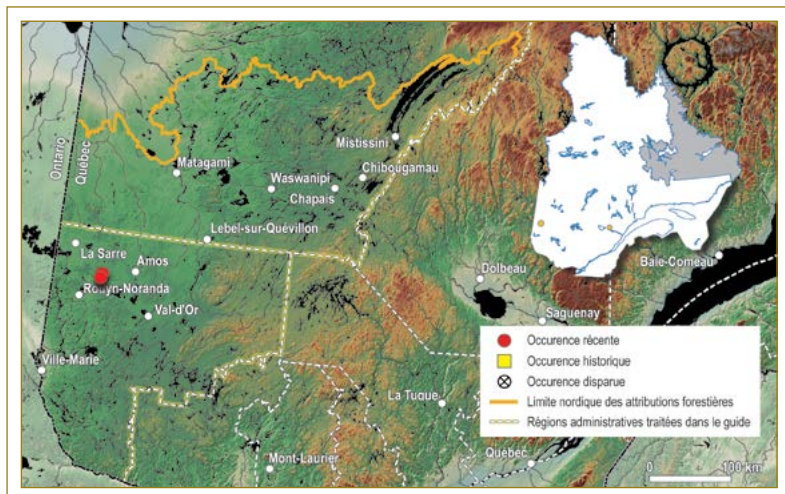 Ontario
Québec
Matagami
Mistissini
Waswanipi
Chibougamau
Chapais
La Sarre
Amos
Lebel-sur-Quévillon
Rouyn-Noranda
Val-d'Or
Dolbeau
Baie-Comeau
Saguenay
Ville-Marie
La Tuque
Mont-Laurier
Québec
Occurence récente
Occurence historique
Occurence disparue
Limite nordique des attributions forestières
Régions administratives traitées dans le guide
0 100 km